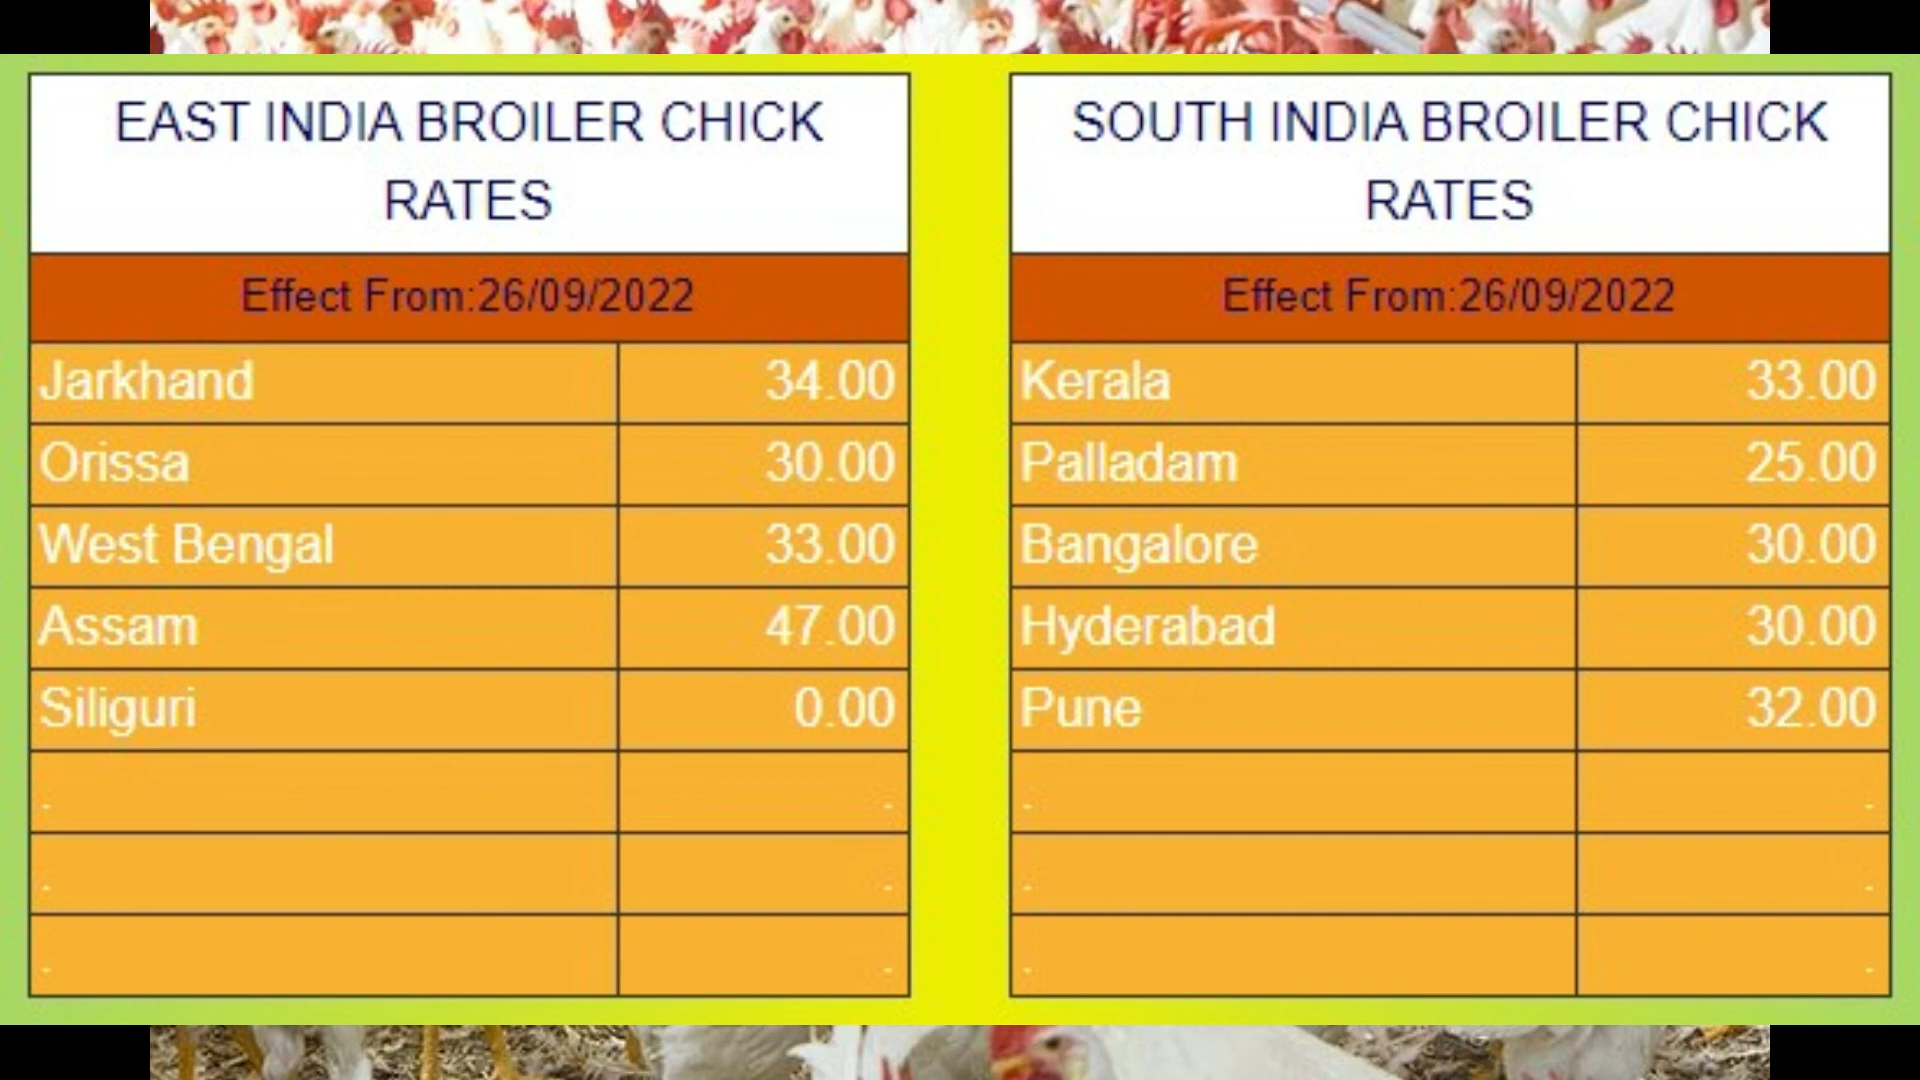 EAST INDIA BROILER CHICK
RATES
Effect From:26/09/2022
Jarkhand 34.00
Orissa 30.00
West Bengal 33.00
Assam 47.00
Siliguri 0.00
. .
. .
. .
SOUTH INDIA BROILER CHICK
RATES
Effect From:26/09/2022
Kerala 33.00
Palladam 25.00
Bangalore 30.00
Hyderabad 30.00
Pune 32.00
. .
. .
. .